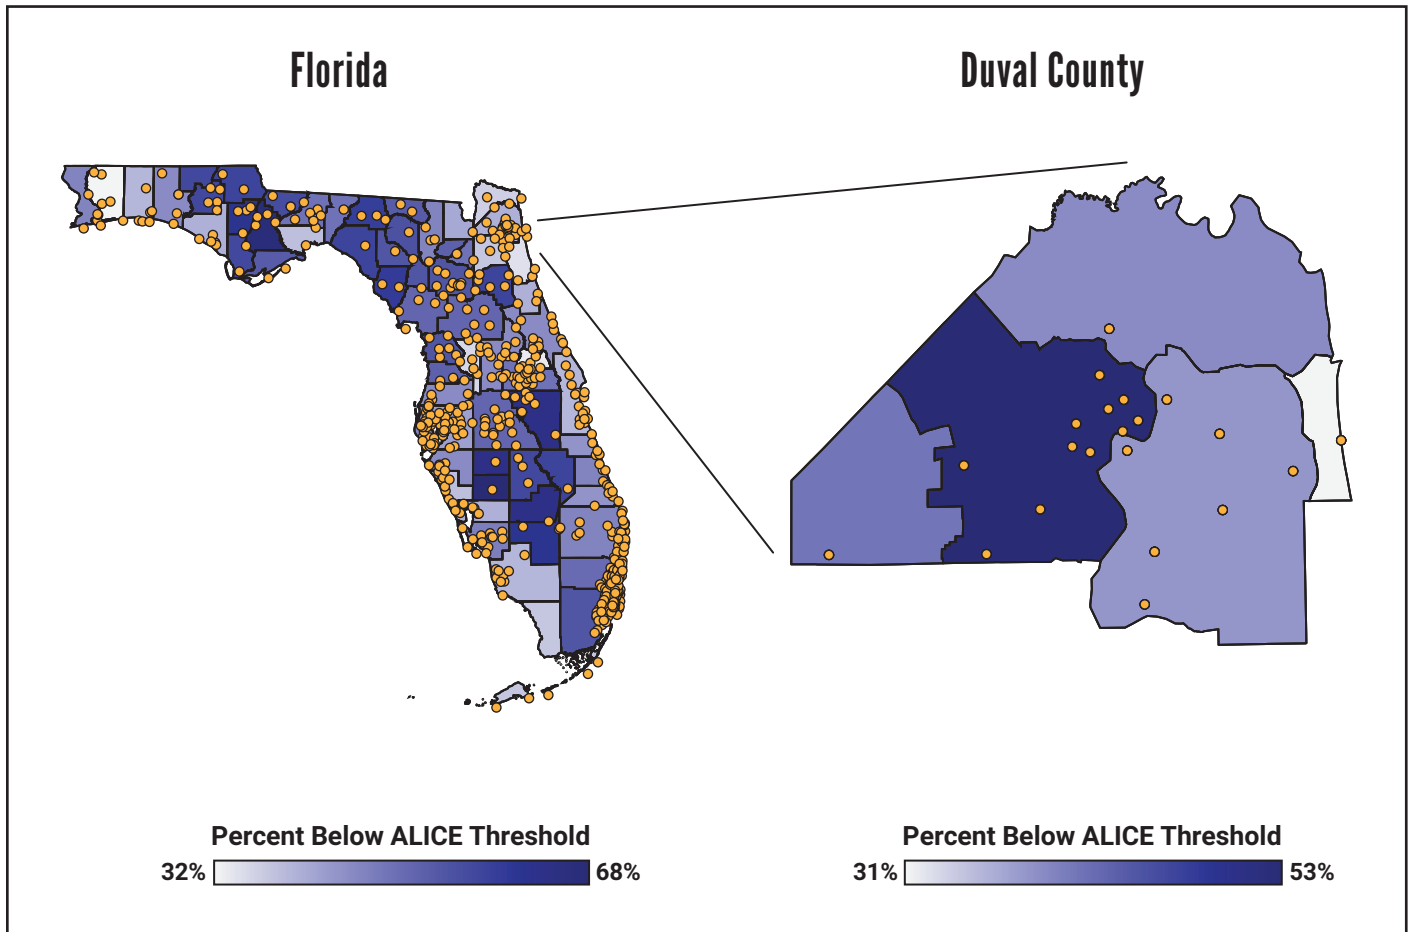 Florida
Duval County
Percent Below ALICE Threshold
32%
68%
Percent Below ALICE Threshold
31%
53%